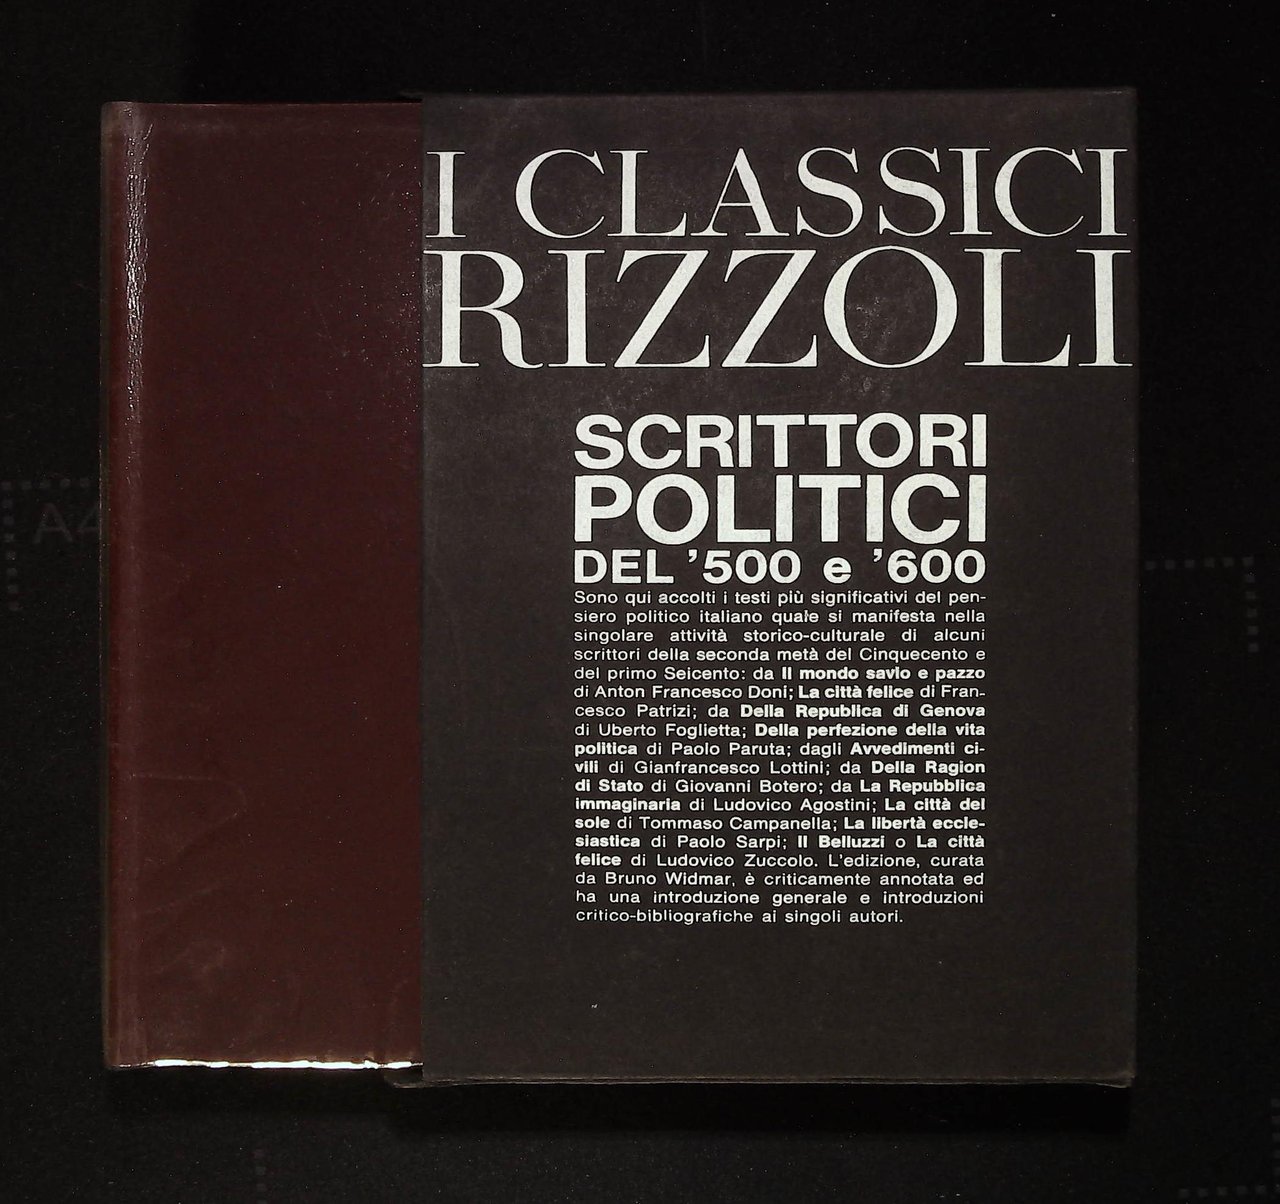 I CLASSICI
RIZZOLI
SCRITTORI
POLITICI
DEL '500 e '600
Sono qui accolti i testi più significativi del pen-
siero politico italiano quale si manifesta nella
singolare attività storico-culturale di alcuni
scrittori della seconda metà del Cinquecento e
del primo Seicento: da Il mondo savio e pazzo
di Anton Francesco Doni; La città felice di Fran-
cesco Patrizi; da Della Republica di Genova
di Uberto Foglietta; Della perfezione della vita
politica di Paolo Paruta; dagli Avvedimenti ci-
vili di Gianfrancesco Lottini; da Della Ragion
di Stato di Giovanni Botero; da La Repubblica
immaginaria di Ludovico Agostini; La città del
sole di Tommaso Campanella; La libertà eccle-
siastica di Paolo Sarpi; Il Belluzzi o La città
felice di Ludovico Zuccolo. L'edizione, curata
da Bruno Widmar, è criticamente annotata ed
ha una introduzione generale e introduzioni
critico-bibliografiche ai singoli autori.
A4